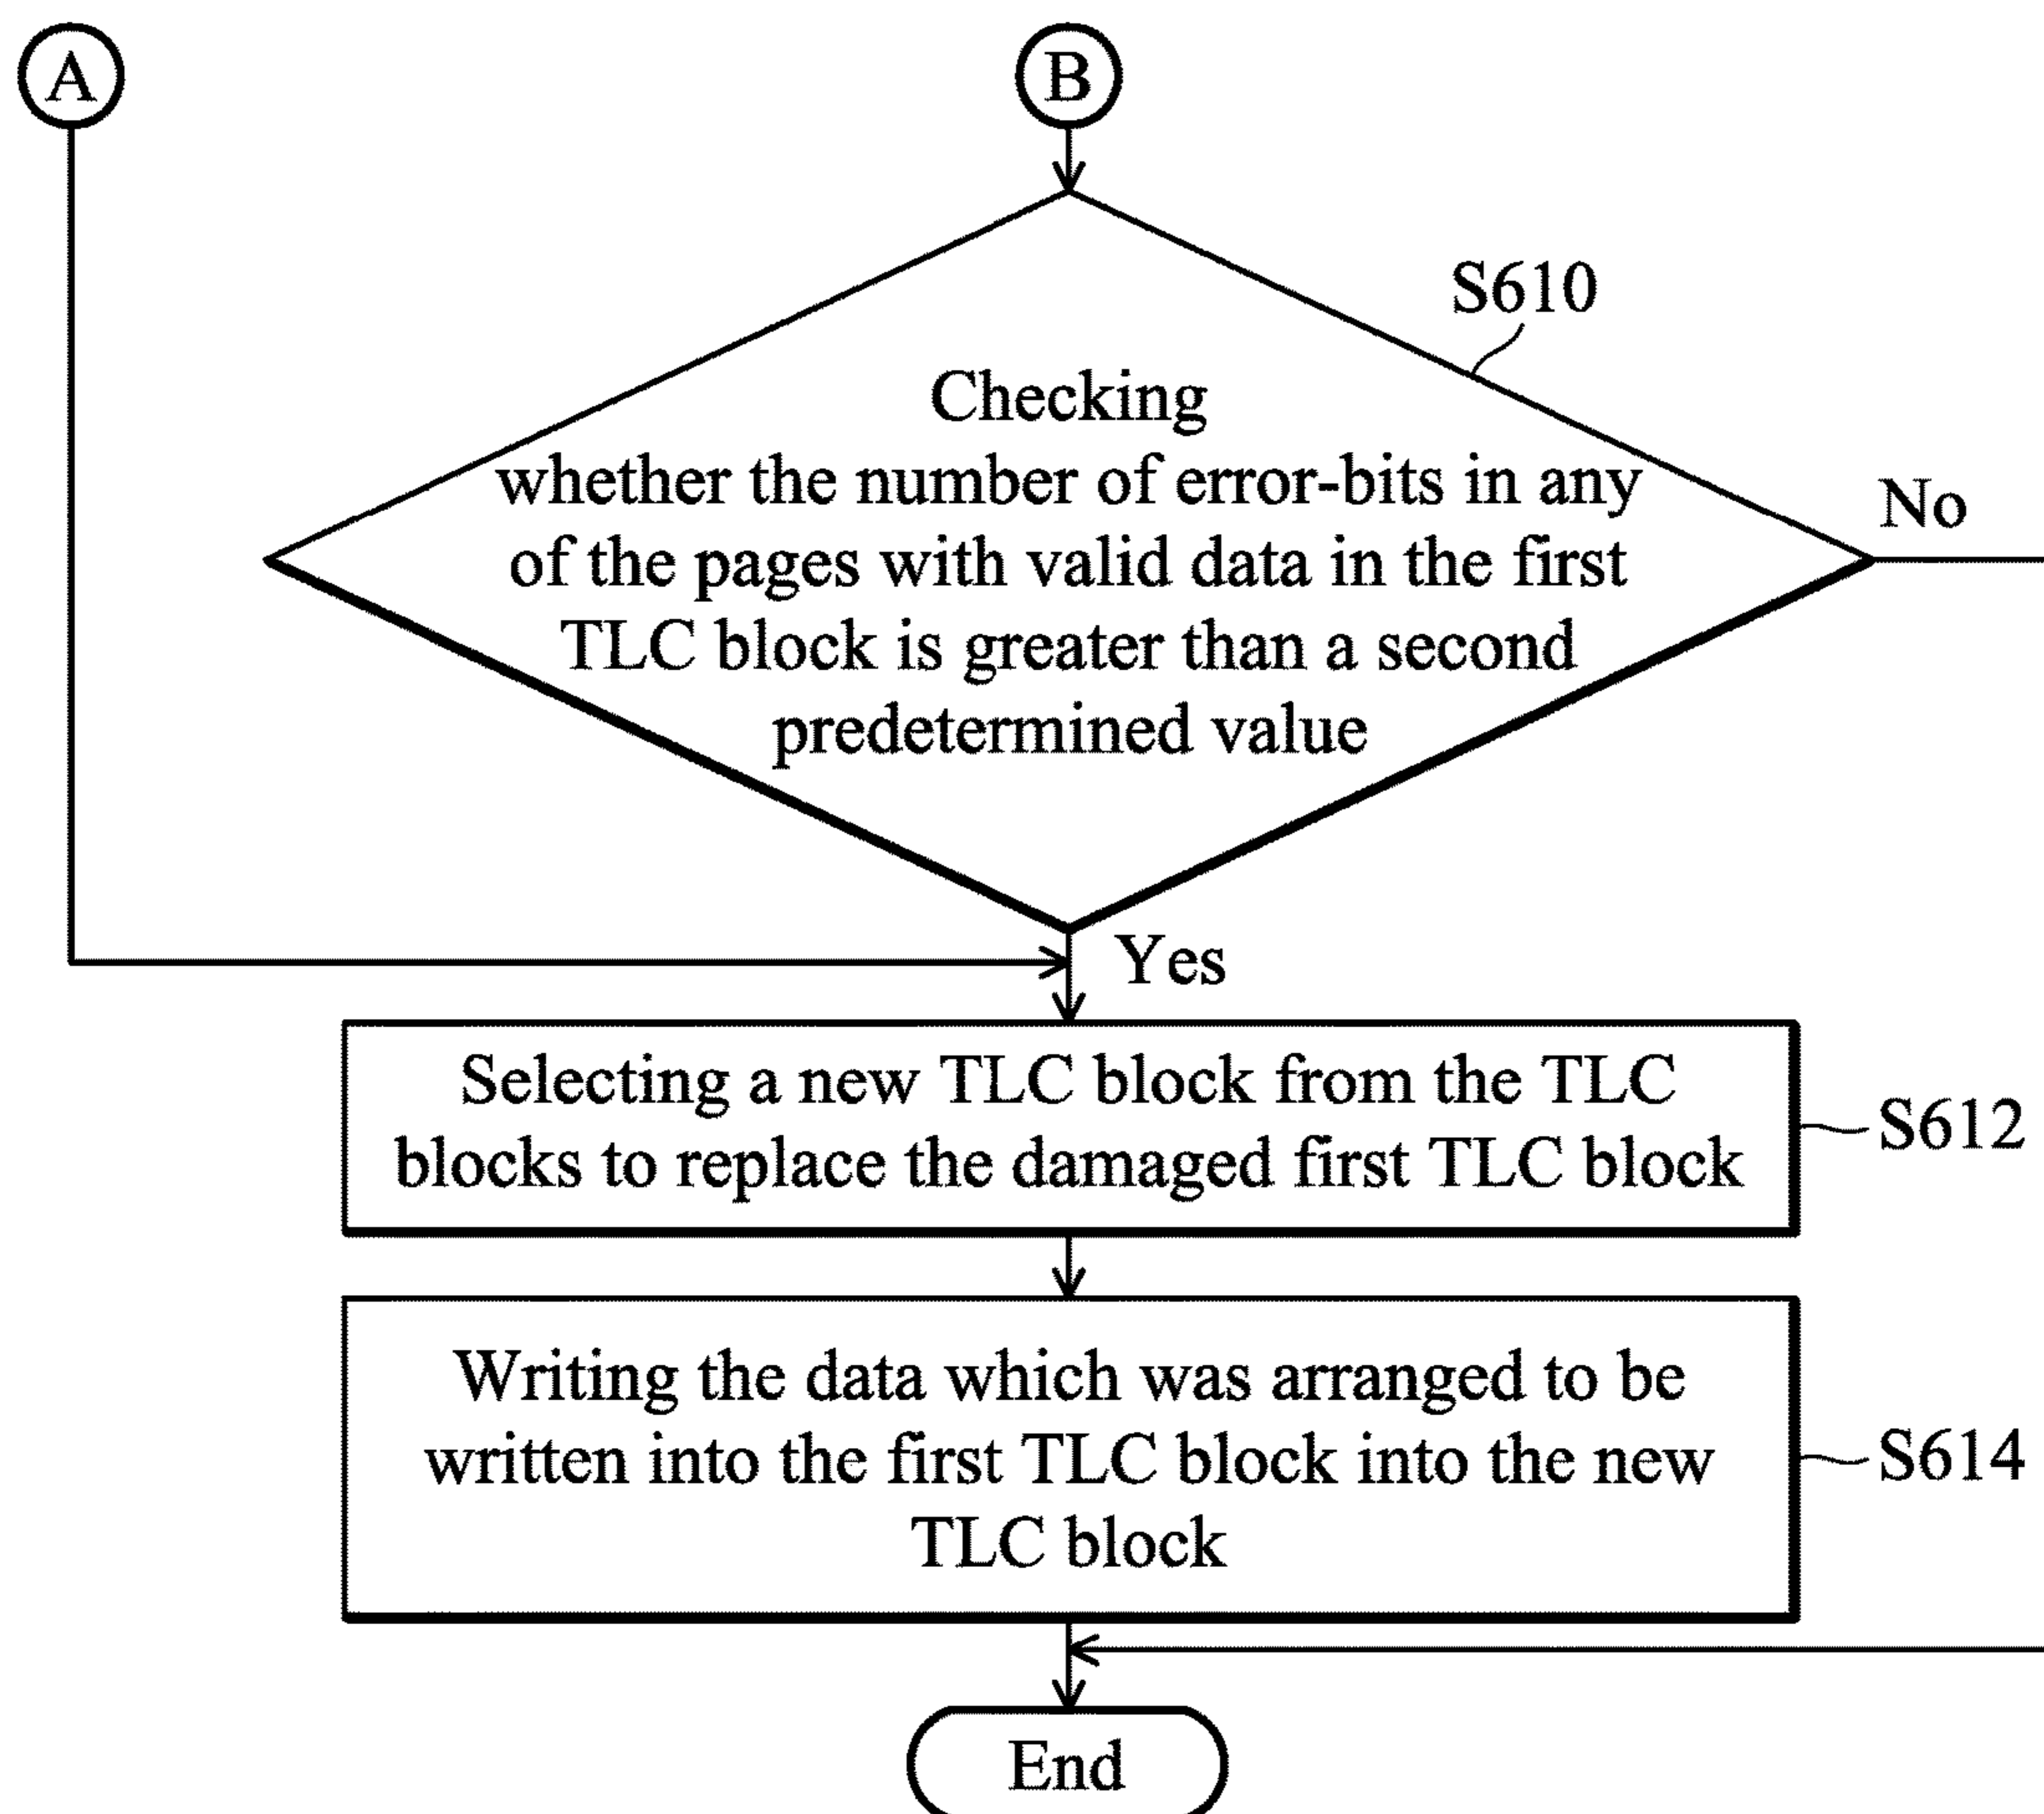 A
B
S610
Checking
whether the number of error-bits in any
of the pages with valid data in the first
TLC block is greater than a second
predetermined value
No
Yes
Selecting a new TLC block from the TLC
blocks to replace the damaged first TLC block
S612
Writing the data which was arranged to be
written into the first TLC block into the new
TLC block
S614
End